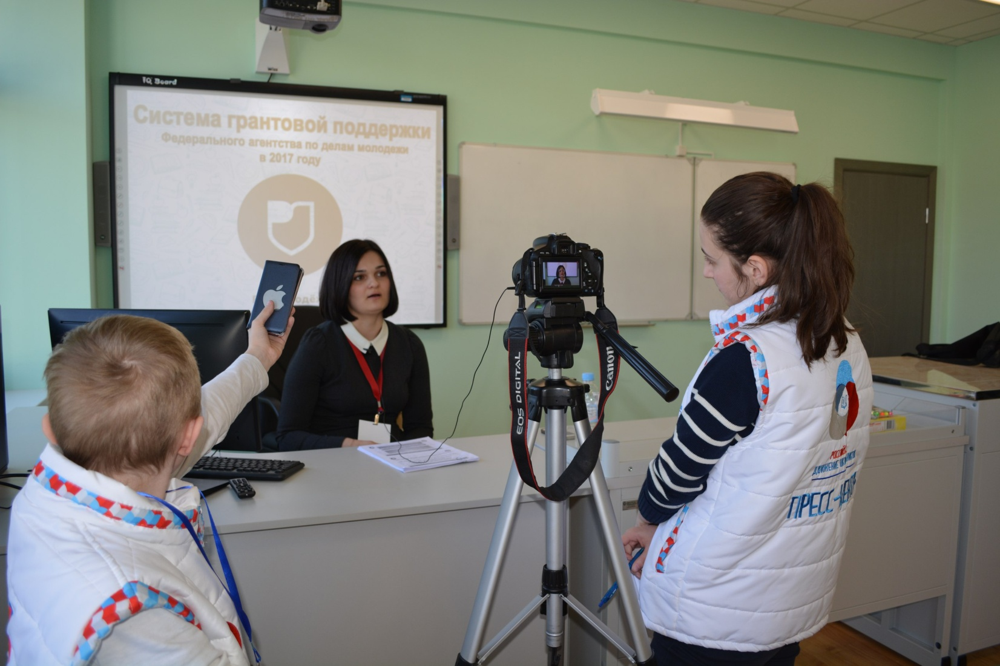 IQ Board
Система грантовой поддержки
Федерального агентства по делам молодежи
в 2017 году
EOS DIGITAL
Canon
ПРЕСС-